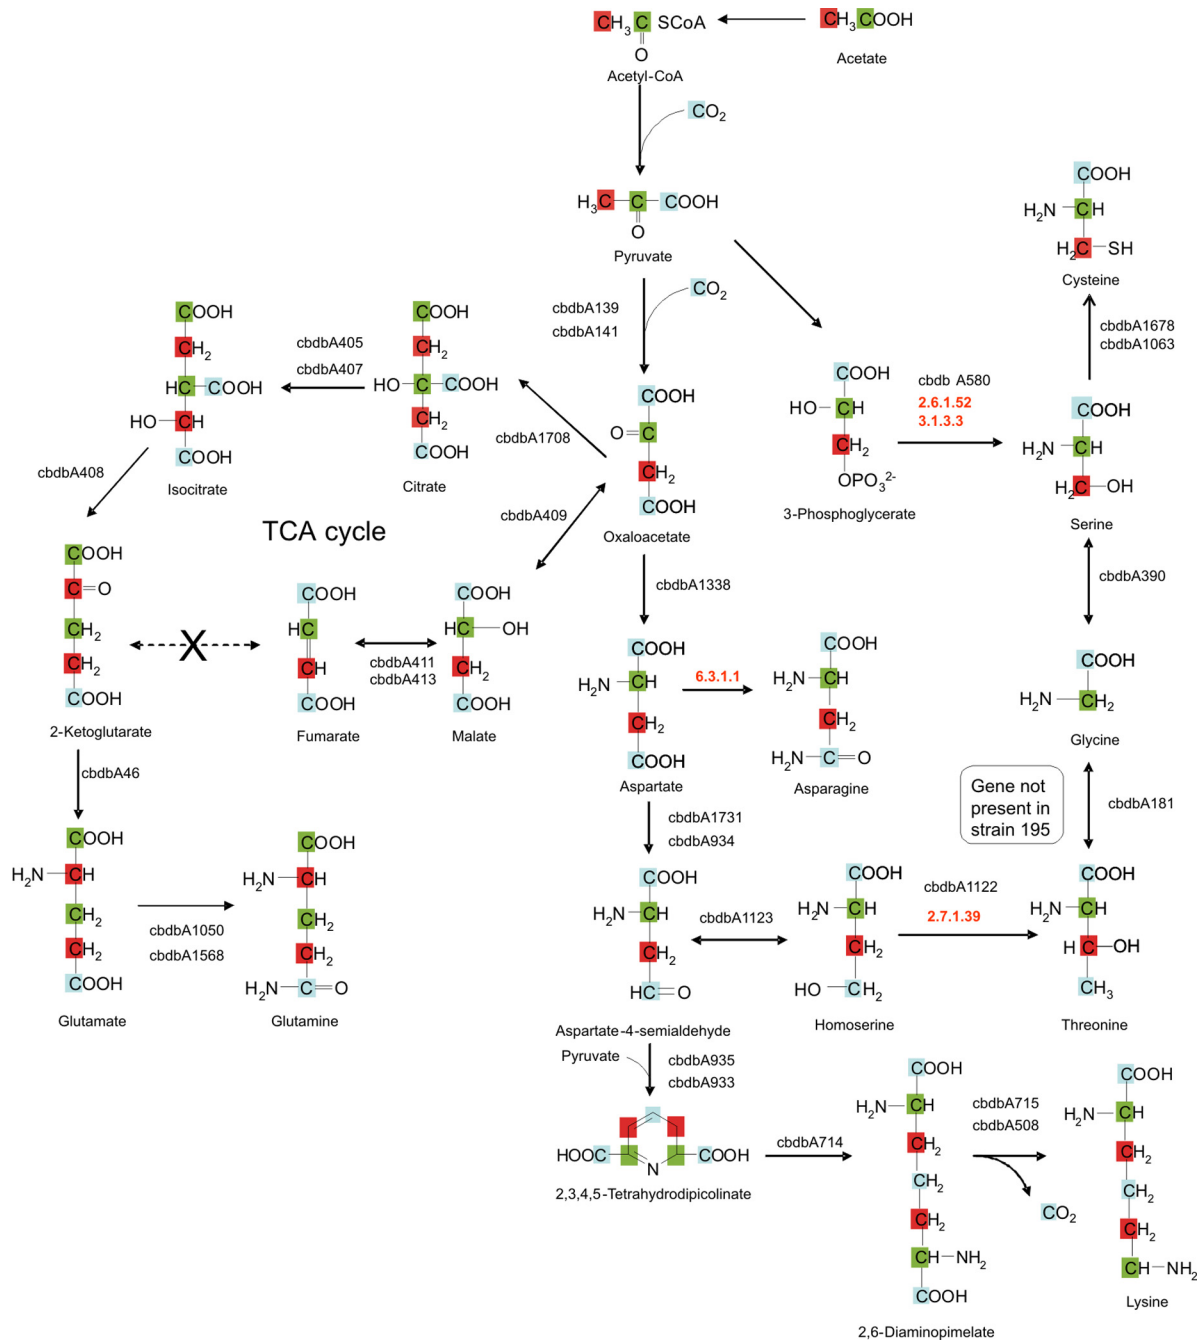 CH3 C SCoA
O
Acetyl-CoA
CH3COOH
Acetate
CO2
H3C C COOH
O
Pyruvate
CO2
cbdbA139
cbdbA141
COOH
H2N CH
H2C SH
Cysteine
cbdbA1678
cbdbA1063
COOH
CH2
HC COOH
HO CH
COOH
Isocitrate
cbdbA405
cbdbA407
COOH
CH2
HO C COOH
CH2
COOH
Citrate
cbdbA1708
COOH
O=C
CH2
COOH
Oxaloacetate
COOH
HO CH
CH2
OPO3 2-
3-Phosphoglycerate
cbdb A580
2.6.1.52
3.1.3.3
COOH
H2N CH
H2C OH
Serine
cbdbA408
TCA cycle
cbdbA409
cbdbA1338
cbdbA390
COOH
C=O
CH2
CH2
COOH
2-Ketoglutarate
X
COOH
HC
CH
COOH
Fumarate
cbdbA411
cbdbA413
COOH
HC OH
CH2
COOH
Malate
COOH
H2N CH
CH2
COOH
Aspartate
6.3.1.1
COOH
H2N CH
CH2
H2N C=O
Asparagine
COOH
H2N CH2
Glycine
Gene not
present in
strain 195
cbdbA181
cbdbA46
cbdbA1731
cbdbA934
COOH
H2N CH
CH2
CH2
COOH
Glutamate
cbdbA1050
cbdbA1568
COOH
H2N CH
CH2
CH2
H2N C=O
Glutamine
COOH
H2N CH
CH2
HC=O
Aspartate-4-semialdehyde
cbdbA1123
COOH
H2N CH
CH2
HO CH2
Homoserine
cbdbA1122
2.7.1.39
COOH
H2N CH
H C OH
CH3
Threonine
Pyruvate
cbdbA935
cbdbA933
HOOC N COOH
2,3,4,5-Tetrahydrodipicolinate
cbdbA714
COOH
H2N CH
CH2
CH2
CH2
CH NH2
COOH
2,6-Diaminopimelate
cbdbA715
cbdbA508
CO2
COOH
H2N CH
CH2
CH2
CH2
CH NH2
Lysine